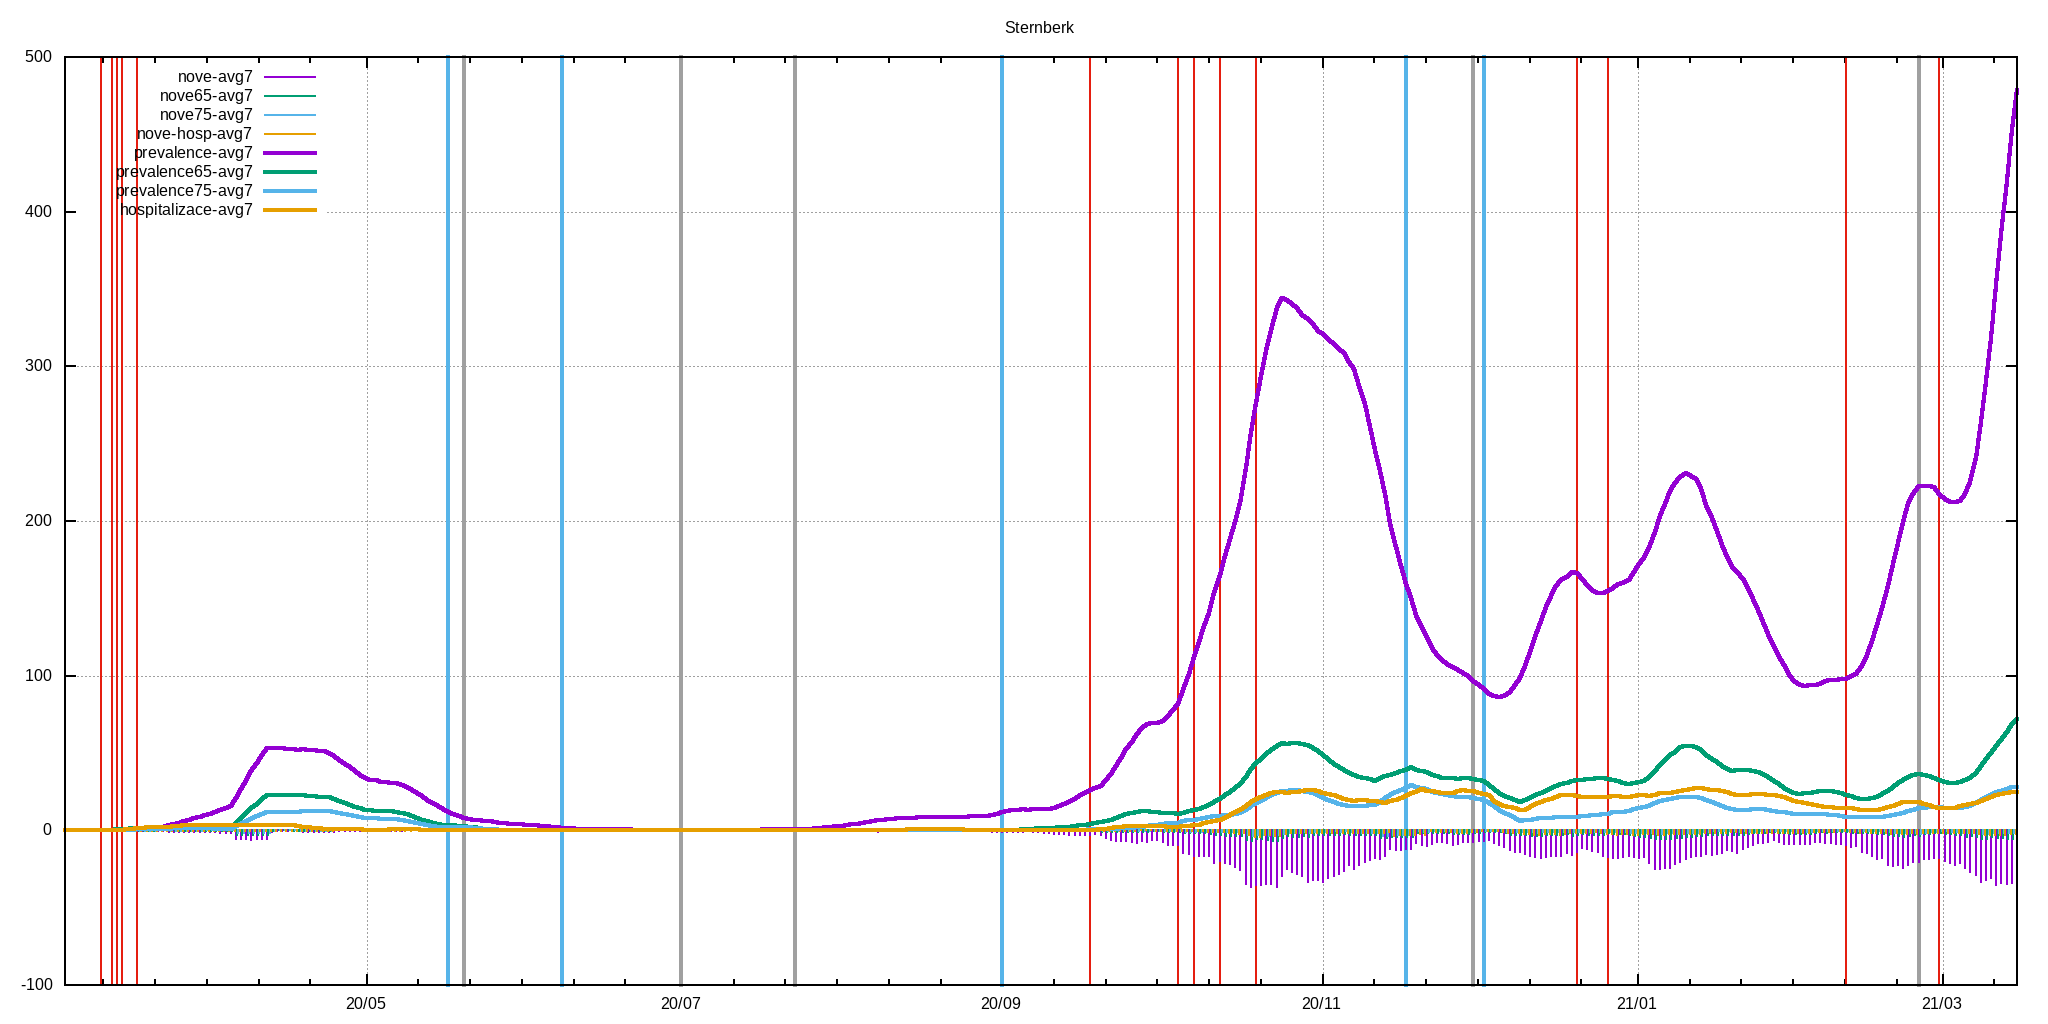 Sternberk
500
nove-avg7
nove65-avg7
nove75-avg7
nove-hosp-avg7
prevalence-avg7
prevalence65-avg7
prevalence75-avg7
hospitalizace-avg7
400
300
200
100
0
-100
20/05
20/07
20/09
20/11
21/01
21/03